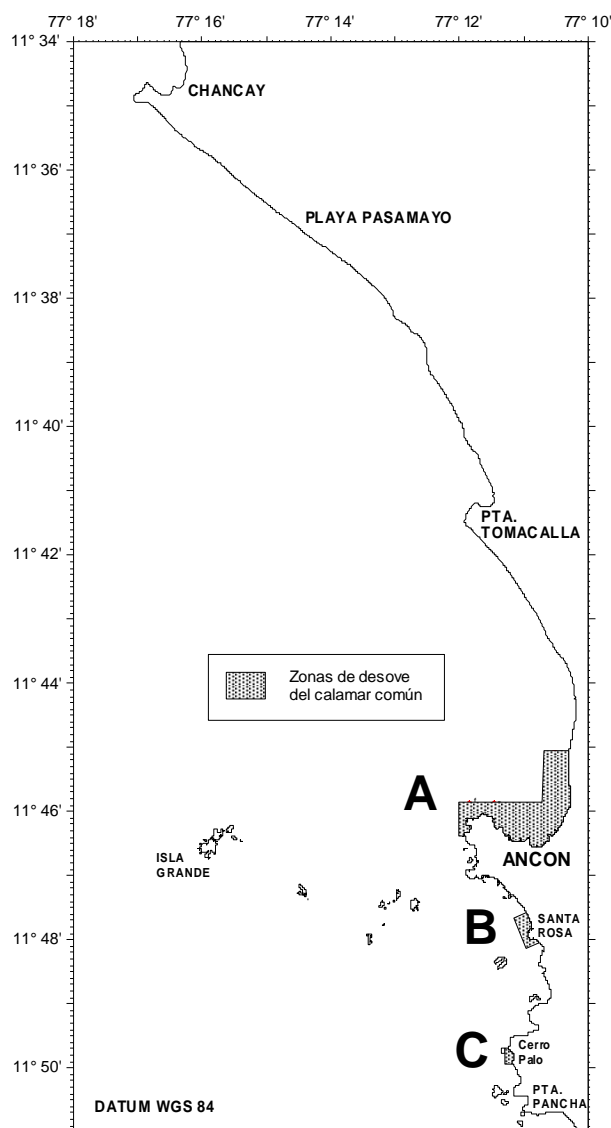 77° 18' 77° 16' 77° 14' 77° 12' 77° 10'
11° 34'
CHANCAY
11° 36'
PLAYA PASAMAYO
11° 38'
11° 40'
PTA.
TOMACALLA
11° 42'
Zonas de desove
del calamar común
11° 44'
A
11° 46'
ISLA
GRANDE
ANCON
B
SANTA
ROSA
11° 48'
C
Cerro
Palo
11° 50'
PTA.
PANCHA
DATUM WGS 84